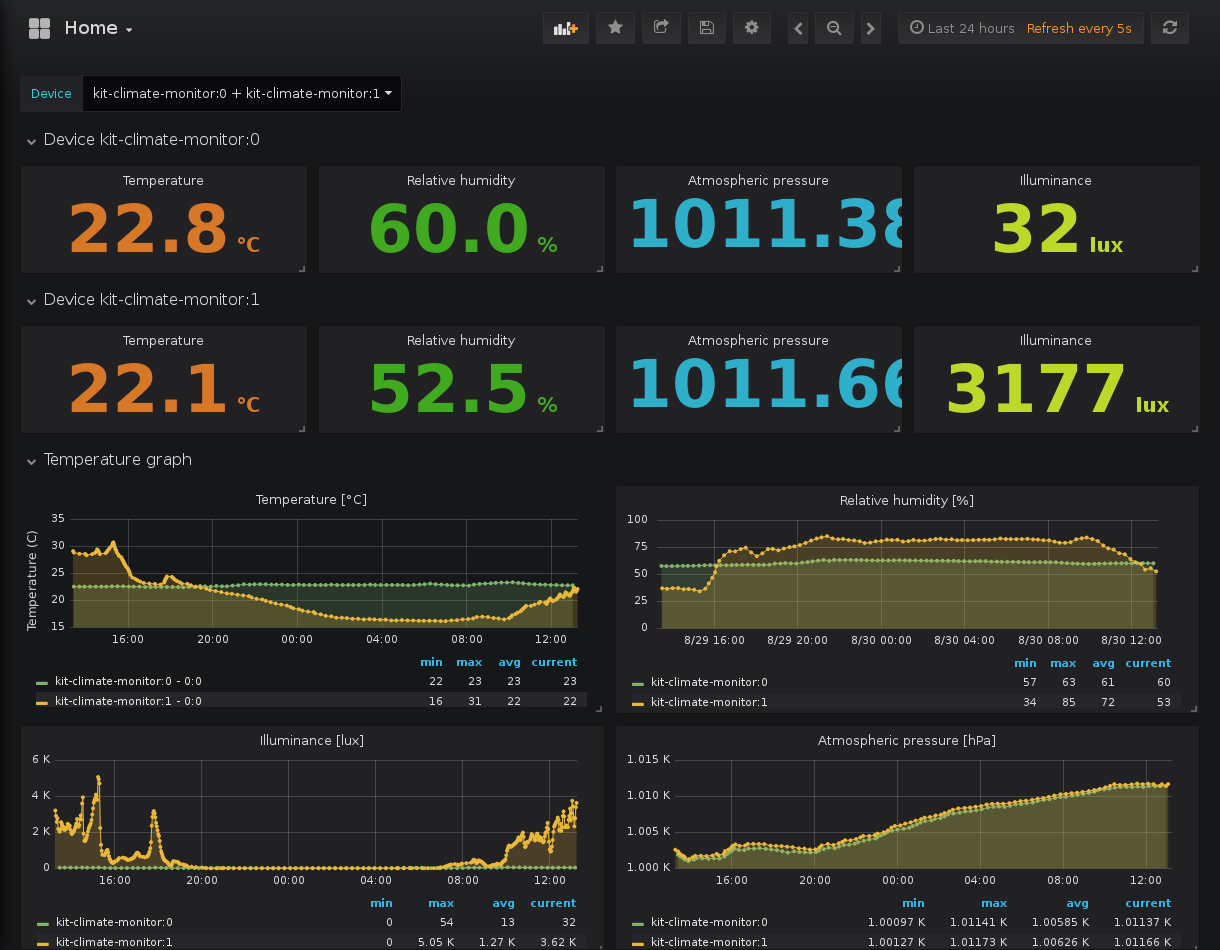 Home
Last 24 hours Refresh every 5s
Device kit-climate-monitor:0 + kit-climate-monitor:1
Device kit-climate-monitor:0
Temperature Relative humidity Atmospheric pressure Illuminance
22.8 °C 60.0 % 1011.38 32 lux
Device kit-climate-monitor:1
Temperature Relative humidity Atmospheric pressure Illuminance
22.1 °C 52.5 % 1011.66 3177 lux
Temperature graph
Temperature [°C]
Temperature (C)
35
30
25
20
15
16:00 20:00 00:00 04:00 08:00 12:00
min max avg current
kit-climate-monitor:0 - 0:0 22 23 23 23
kit-climate-monitor:1 - 0:0 16 31 22 22
Relative humidity [%]
100
75
50
25
0
8/29 16:00 8/29 20:00 8/30 00:00 8/30 04:00 8/30 08:00 8/30 12:00
min max avg current
kit-climate-monitor:0 57 63 61 60
kit-climate-monitor:1 34 85 72 53
Illuminance [lux]
6 K
4 K
2 K
0
16:00 20:00 00:00 04:00 08:00 12:00
min max avg current
kit-climate-monitor:0 0 54 13 32
kit-climate-monitor:1 0 5.05 K 1.27 K 3.62 K
Atmospheric pressure [hPa]
1.015 K
1.010 K
1.005 K
1.000 K
16:00 20:00 00:00 04:00 08:00 12:00
min max avg current
kit-climate-monitor:0 1.00097 K 1.01141 K 1.00585 K 1.01137 K
kit-climate-monitor:1 1.00127 K 1.01173 K 1.00626 K 1.01166 K